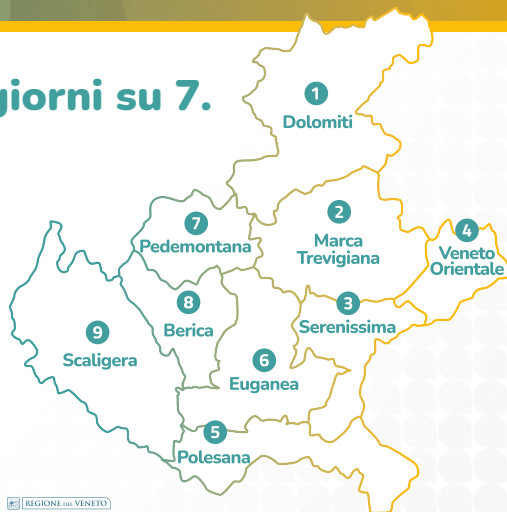 giorni su 7.
1
Dolomiti
2
Marca
Trevigiana
7
Pedemontana
4
Veneto
Orientale
8
Berica
3
Serenissima
9
Scaligera
6
Euganea
5
Polesana
REGIONE DEL VENETO